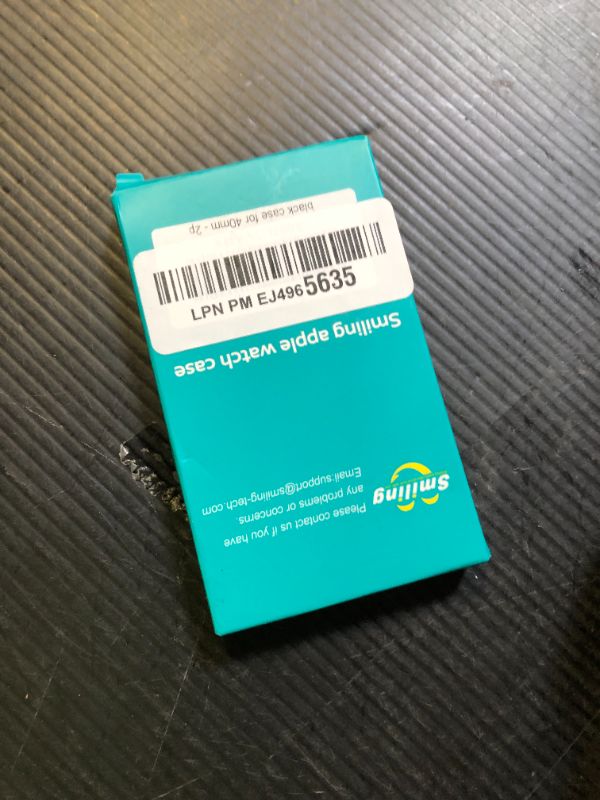 black case for 40mm - 2p
LPN PM EJ4965635
Smiling apple watch case
Smiling
Please contact us if you have
any problems or concerns.
Email:support@smiling-tech.com